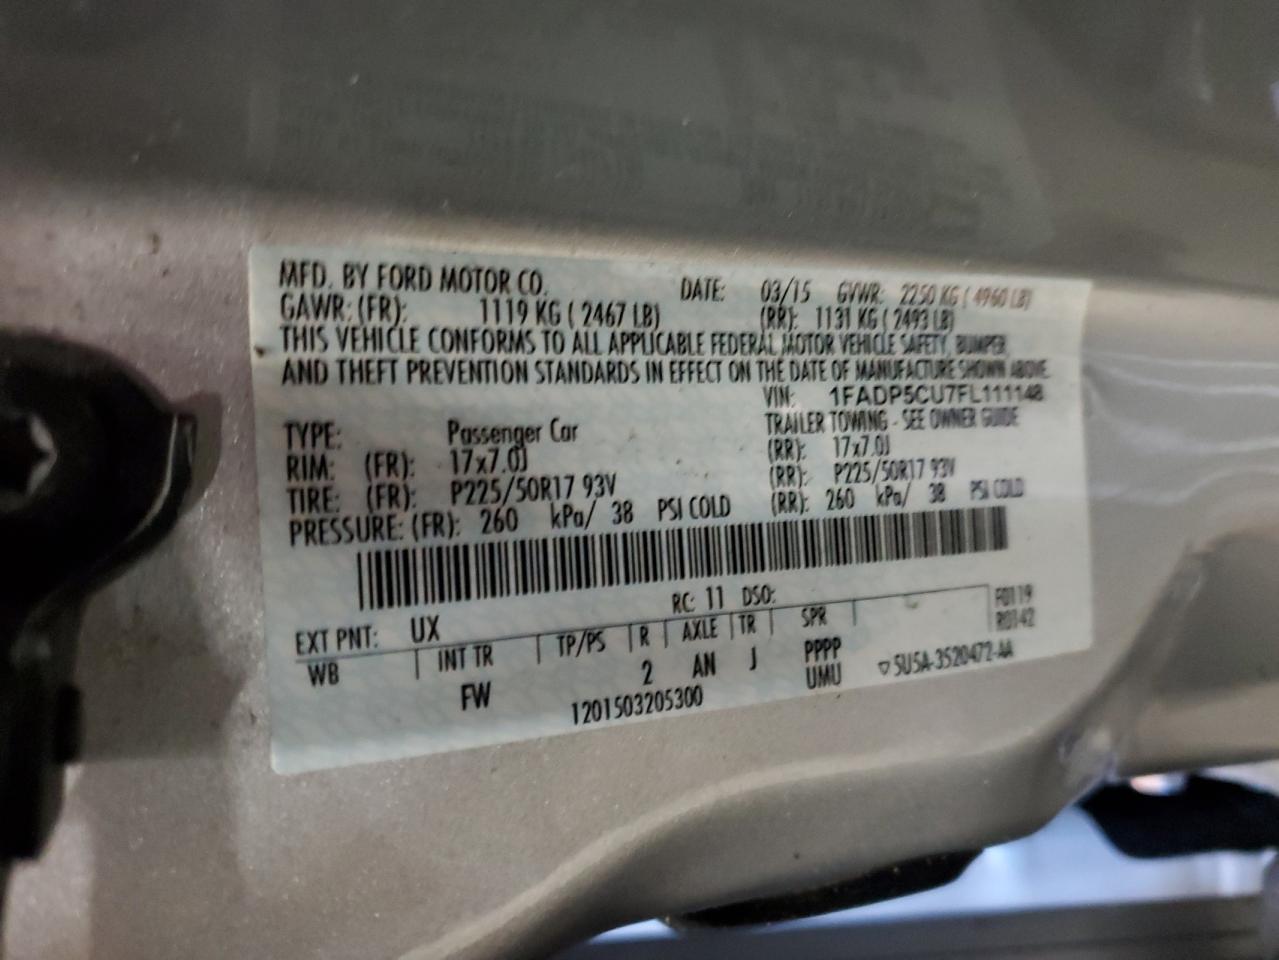 MFD. BY FORD MOTOR CO. DATE: 03/15 GVWR: 2250 KG ( 4960 LB)
GAWR: (FR): 1119 KG ( 2467 LB) (RR): 1131 KG ( 2493 LB)
THIS VEHICLE CONFORMS TO ALL APPLICABLE FEDERAL MOTOR VEHICLE SAFETY, BUMPER,
AND THEFT PREVENTION STANDARDS IN EFFECT ON THE DATE OF MANUFACTURE SHOWN ABOVE.
VIN: 1FADP5CU7FL111148
TYPE: Passenger Car TRAILER TOWING - SEE OWNER GUIDE
RIM: (FR): 17x7.0J (RR): 17x7.0J
TIRE: (FR): P225/50R17 93V (RR): P225/50R17 93V
PRESSURE: (FR): 260 kPa/ 38 PSI COLD (RR): 260 kPa/ 38 PSI COLD
RC: 11 DSO: F0119
EXT PNT: UX R0142
WB INT TR TP/PS R AXLE TR SPR
FW 2 AN J PPPP ▽5U5A-3520472-AA
1201503205300 UMU